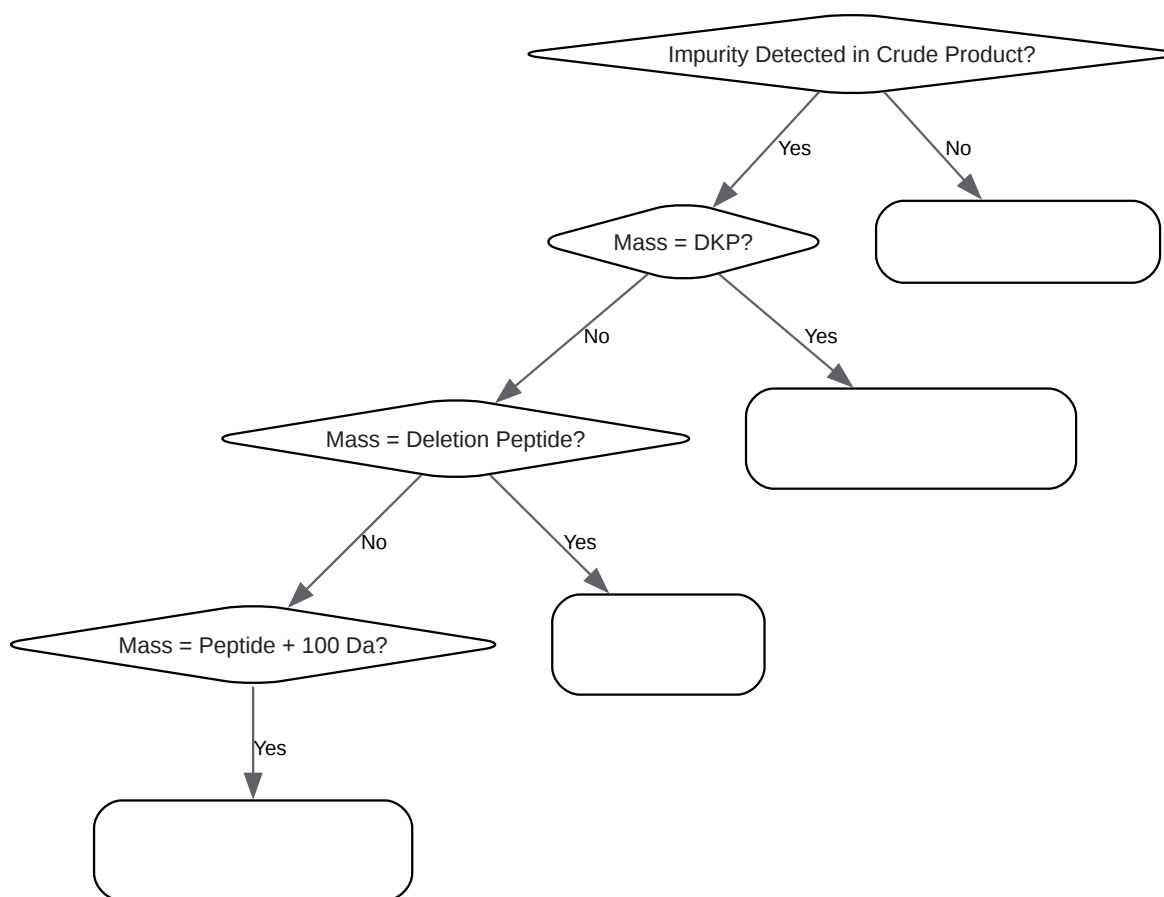 Impurity Detected in Crude Product?
Yes
No
Mass = DKP?
No
Yes
Mass = Deletion Peptide?
No
Yes
Mass = Peptide + 100 Da?
Yes